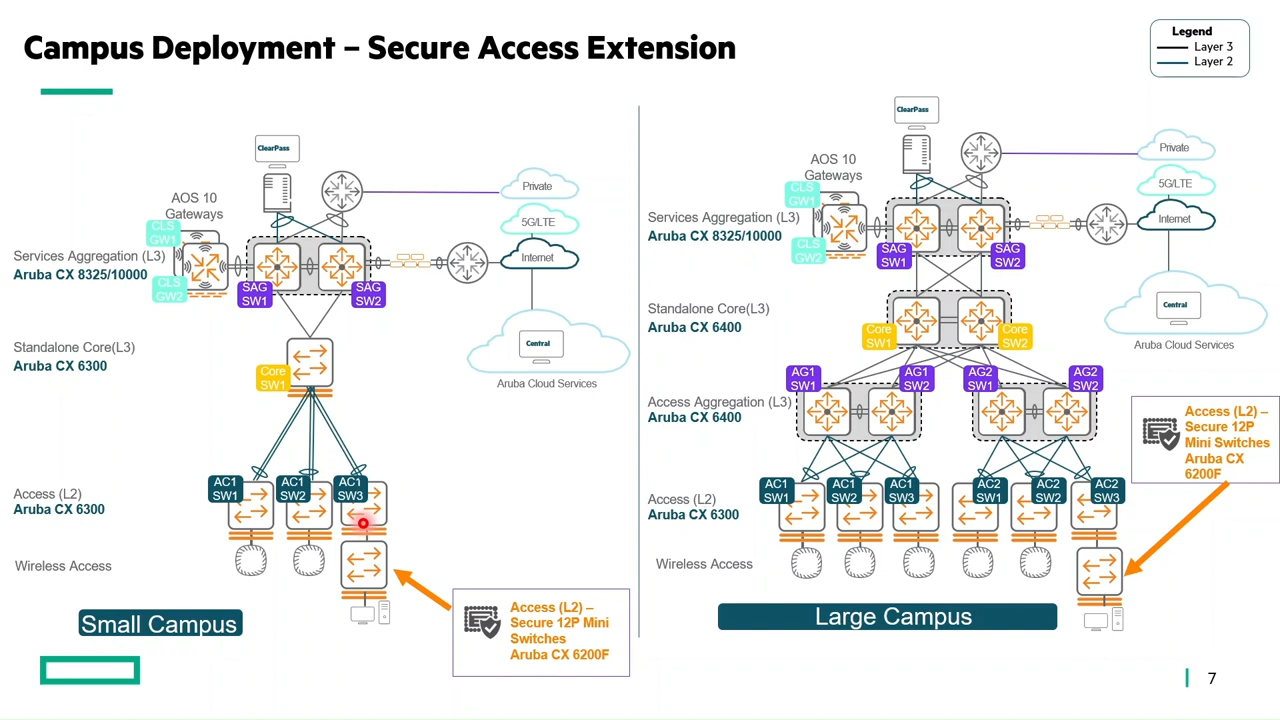 Campus Deployment – Secure Access Extension
Legend
Layer 3
Layer 2
ClearPass
AOS 10
Gateways
CLS
GW1
CLS
GW2
Private
5G/LTE
Internet
Services Aggregation (L3)
Aruba CX 8325/10000
SAG
SW1
SAG
SW2
Central
Aruba Cloud Services
Standalone Core(L3)
Aruba CX 6300
Core
SW1
Access (L2)
Aruba CX 6300
AC1
SW1
AC1
SW2
AC1
SW3
Wireless Access
Access (L2) –
Secure 12P Mini
Switches
Aruba CX 6200F
Small Campus
ClearPass
AOS 10
Gateways
CLS
GW1
CLS
GW2
Private
5G/LTE
Internet
Services Aggregation (L3)
Aruba CX 8325/10000
SAG
SW1
SAG
SW2
Central
Aruba Cloud Services
Standalone Core(L3)
Aruba CX 6400
Core
SW1
Core
SW2
Access Aggregation (L3)
Aruba CX 6400
AG1
SW1
AG1
SW2
AG2
SW1
AG2
SW2
Access (L2) –
Secure 12P
Mini Switches
Aruba CX
6200F
Access (L2)
Aruba CX 6300
AC1
SW1
AC1
SW2
AC1
SW3
AC2
SW1
AC2
SW2
AC2
SW3
Wireless Access
Large Campus
7